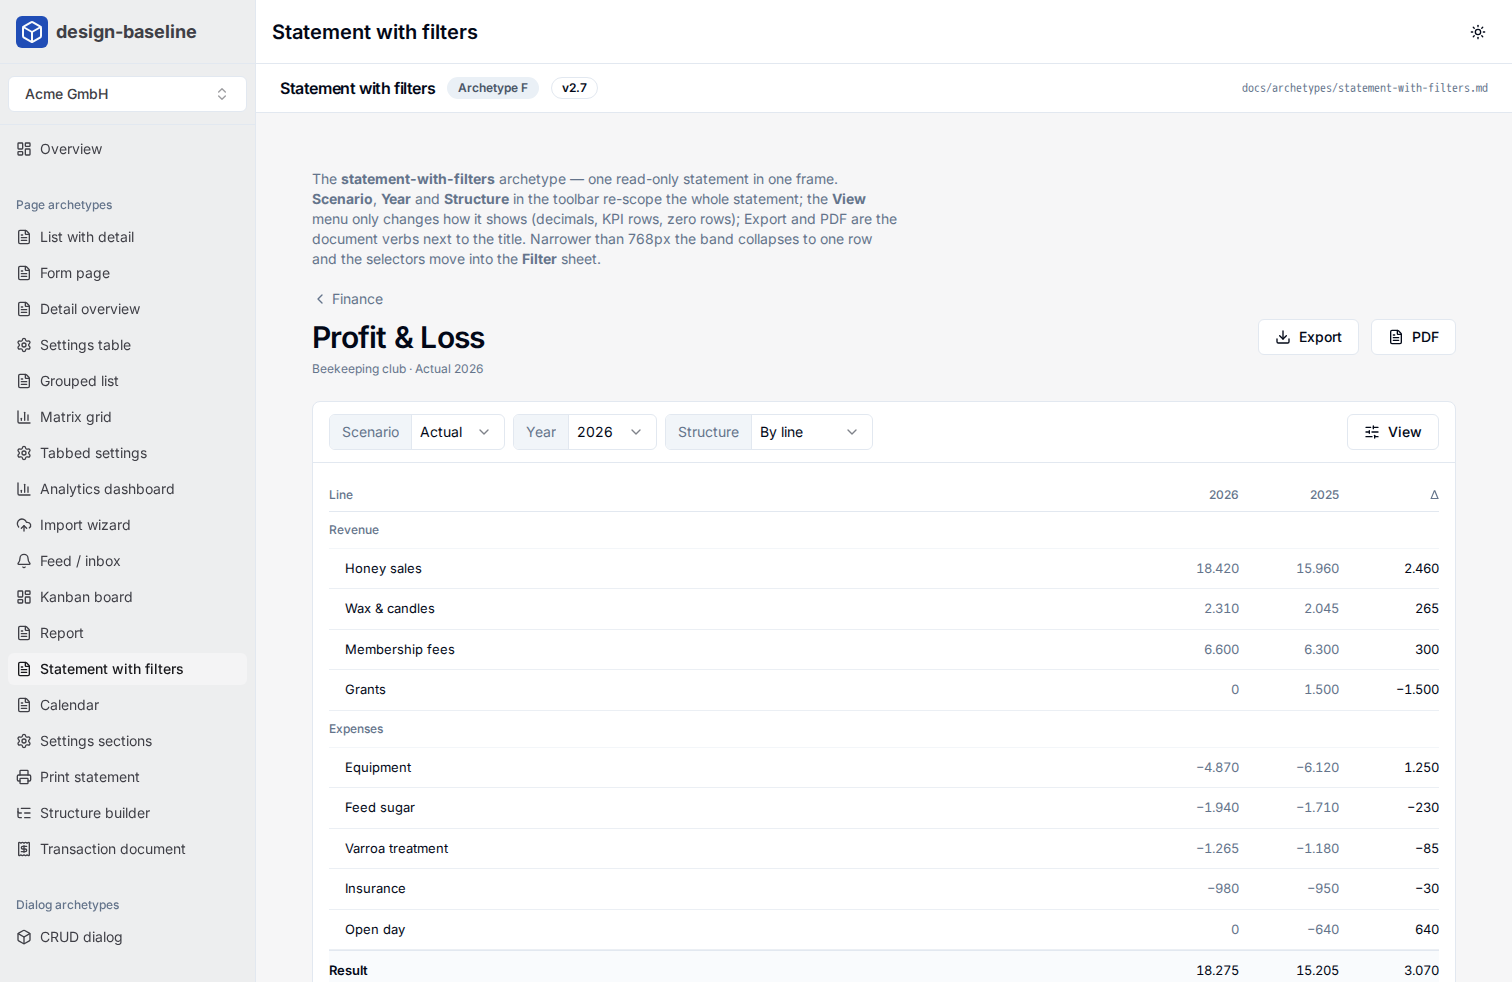 design-baseline
Acme GmbH
Overview
Page archetypes
List with detail
Form page
Detail overview
Settings table
Grouped list
Matrix grid
Tabbed settings
Analytics dashboard
Import wizard
Feed / inbox
Kanban board
Report
Statement with filters
Calendar
Settings sections
Print statement
Structure builder
Transaction document
Dialog archetypes
CRUD dialog
Statement with filters
Statement with filters Archetype F v2.7 docs/archetypes/statement-with-filters.md
The statement-with-filters archetype — one read-only statement in one frame.
Scenario, Year and Structure in the toolbar re-scope the whole statement; the View
menu only changes how it shows (decimals, KPI rows, zero rows); Export and PDF are the
document verbs next to the title. Narrower than 768px the band collapses to one row
and the selectors move into the Filter sheet.
Finance
Profit & Loss Export PDF
Beekeeping club · Actual 2026
Scenario Actual Year 2026 Structure By line View
Line 2026 2025 Δ
Revenue
Honey sales 18.420 15.960 2.460
Wax & candles 2.310 2.045 265
Membership fees 6.600 6.300 300
Grants 0 1.500 −1.500
Expenses
Equipment −4.870 −6.120 1.250
Feed sugar −1.940 −1.710 −230
Varroa treatment −1.265 −1.180 −85
Insurance −980 −950 −30
Open day 0 −640 640
Result 18.275 15.205 3.070